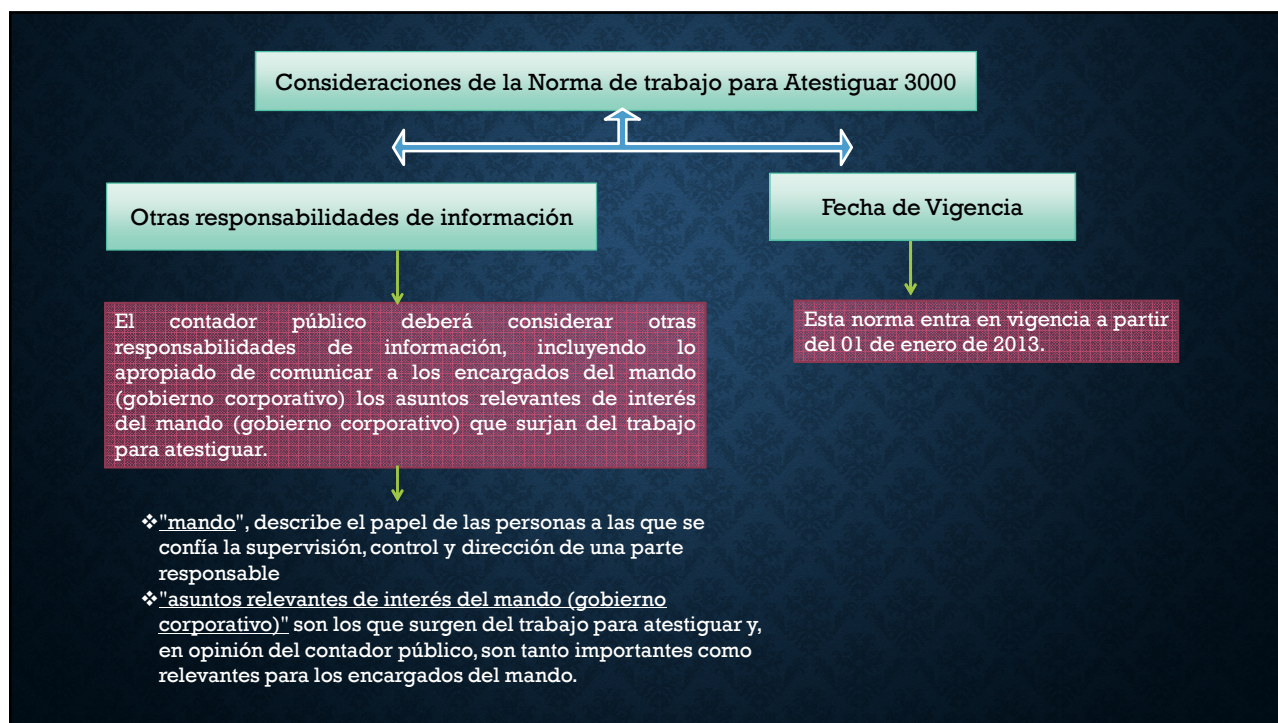 Consideraciones de la Norma de trabajo para Atestiguar 3000
Otras responsabilidades de información
Fecha de Vigencia
El contador público deberá considerar otras
responsabilidades de información, incluyendo lo
apropiado de comunicar a los encargados del mando
(gobierno corporativo) los asuntos relevantes de interés
del mando (gobierno corporativo) que surjan del trabajo
para atestiguar.
Esta norma entra en vigencia a partir
del 01 de enero de 2013.
❖"mando", describe el papel de las personas a las que se
confía la supervisión, control y dirección de una parte
responsable
❖"asuntos relevantes de interés del mando (gobierno
corporativo)" son los que surgen del trabajo para atestiguar y,
en opinión del contador público, son tanto importantes como
relevantes para los encargados del mando.